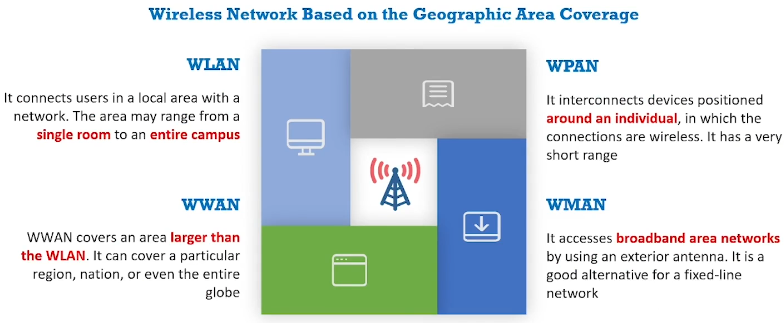 Wireless Network Based on the Geographic Area Coverage
WLAN
It connects users in a local area with a
network. The area may range from a
single room to an entire campus
WPAN
It interconnects devices positioned
around an individual, in which the
connections are wireless. It has a very
short range
WWAN
WWAN covers an area larger than
the WLAN. It can cover a particular
region, nation, or even the entire
globe
WMAN
It accesses broadband area networks
by using an exterior antenna. It is a
good alternative for a fixed-line
network